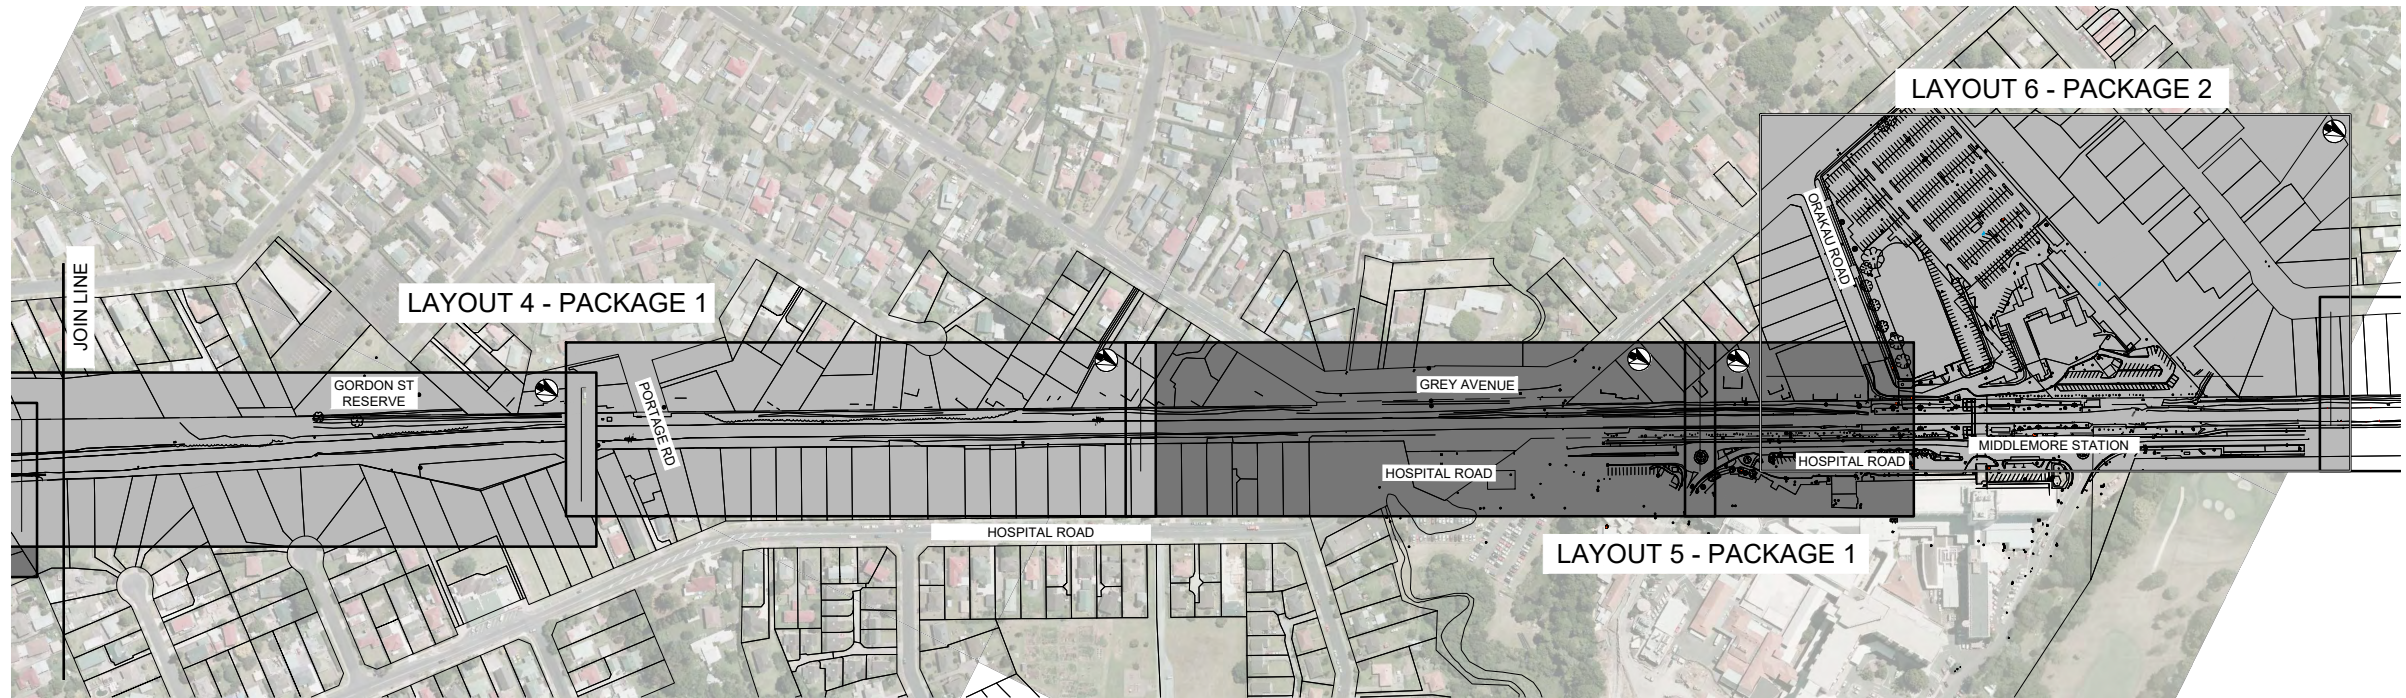 LAYOUT 6 - PACKAGE 2
ORAKAU ROAD
JOIN LINE
LAYOUT 4 - PACKAGE 1
GORDON ST
RESERVE
PORTAGE RD
GREY AVENUE
HOSPITAL ROAD
HOSPITAL ROAD
MIDDLEMORE STATION
HOSPITAL ROAD
LAYOUT 5 - PACKAGE 1